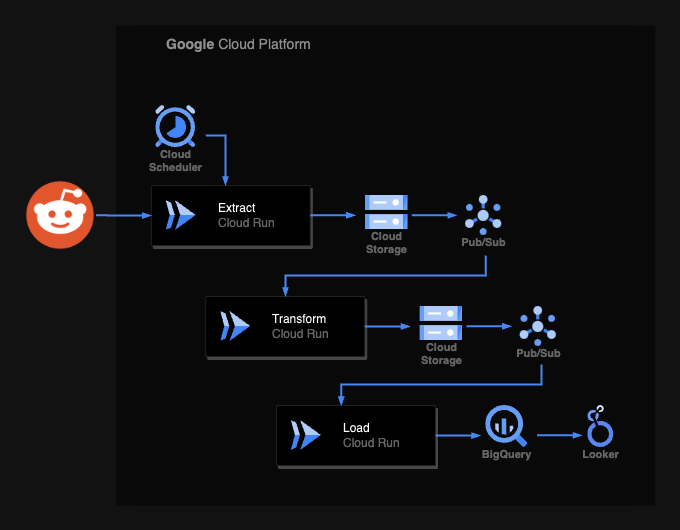 Google Cloud Platform
Cloud
Scheduler
Extract
Cloud Run
Cloud
Storage
Pub/Sub
Transform
Cloud Run
Cloud
Storage
Pub/Sub
Load
Cloud Run
BigQuery
Looker